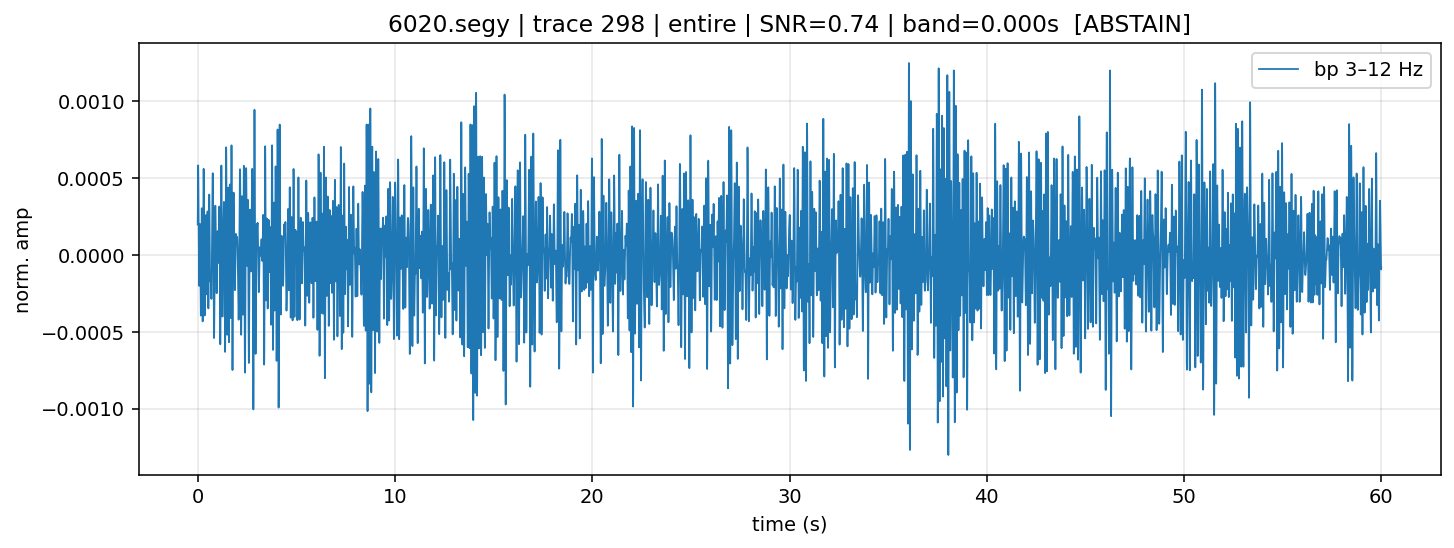 6020.segy | trace 298 | entire | SNR=0.74 | band=0.000s  [ABSTAIN]
bp 3–12 Hz
norm. amp
0.0010
0.0005
0.0000
−0.0005
−0.0010
0 10 20 30 40 50 60
time (s)